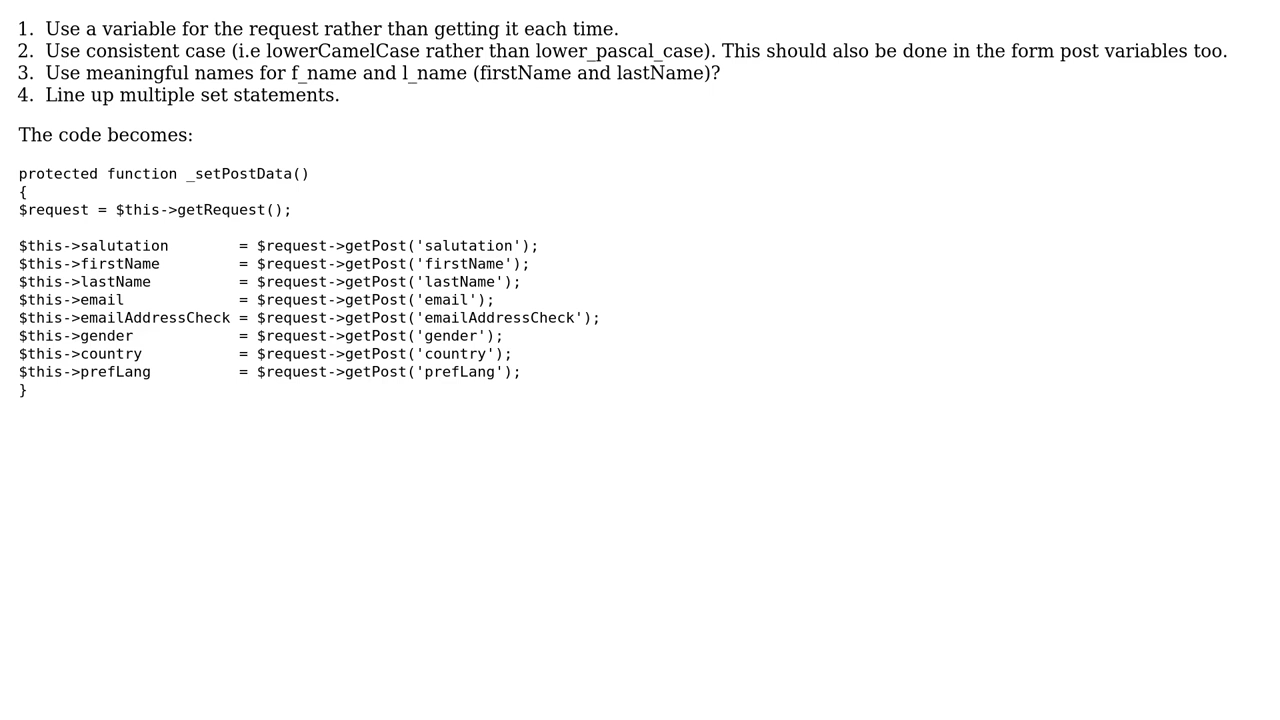 1. Use a variable for the request rather than getting it each time.
2. Use consistent case (i.e lowerCamelCase rather than lower_pascal_case). This should also be done in the form post variables too.
3. Use meaningful names for f_name and l_name (firstName and lastName)?
4. Line up multiple set statements.
The code becomes:
protected function _setPostData()
{
$request = $this->getRequest();
$this->salutation        = $request->getPost('salutation');
$this->firstName         = $request->getPost('firstName');
$this->lastName          = $request->getPost('lastName');
$this->email             = $request->getPost('email');
$this->emailAddressCheck = $request->getPost('emailAddressCheck');
$this->gender            = $request->getPost('gender');
$this->country           = $request->getPost('country');
$this->prefLang          = $request->getPost('prefLang');
}